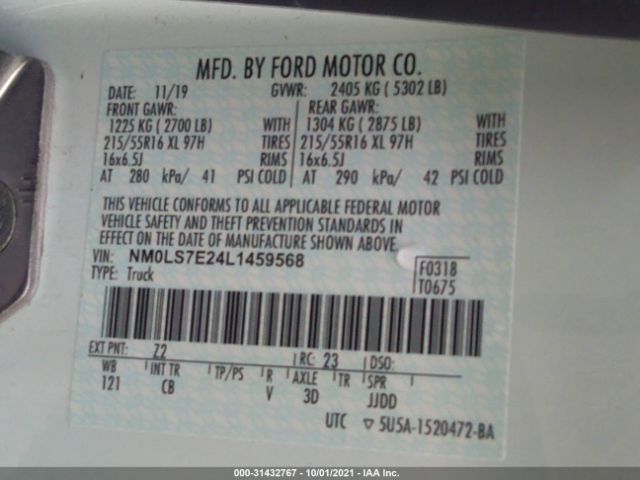 MFD. BY FORD MOTOR CO.
DATE: 11/19 GVWR: 2405 KG ( 5302 LB)
FRONT GAWR: REAR GAWR:
1225 KG ( 2700 LB) WITH 1304 KG ( 2875 LB) WITH
215/55R16 XL 97H TIRES 215/55R16 XL 97H TIRES
16x6.5J RIMS 16x6.5J RIMS
AT 280 kPa/ 41 PSI COLD AT 290 kPa/ 42 PSI COLD
THIS VEHICLE CONFORMS TO ALL APPLICABLE FEDERAL MOTOR
VEHICLE SAFETY AND THEFT PREVENTION STANDARDS IN
EFFECT ON THE DATE OF MANUFACTURE SHOWN ABOVE.
VIN: NM0LS7E24L1459568 F0318
TYPE: Truck T0675
EXT PNT: Z2 RC: 23 DSO:
WB INT TR TP/PS R AXLE TR SPR
121 CB V 3D JJDD
UTC ▽ 5U5A-1520472-BA
000-31432767 - 10/01/2021 - IAA Inc.